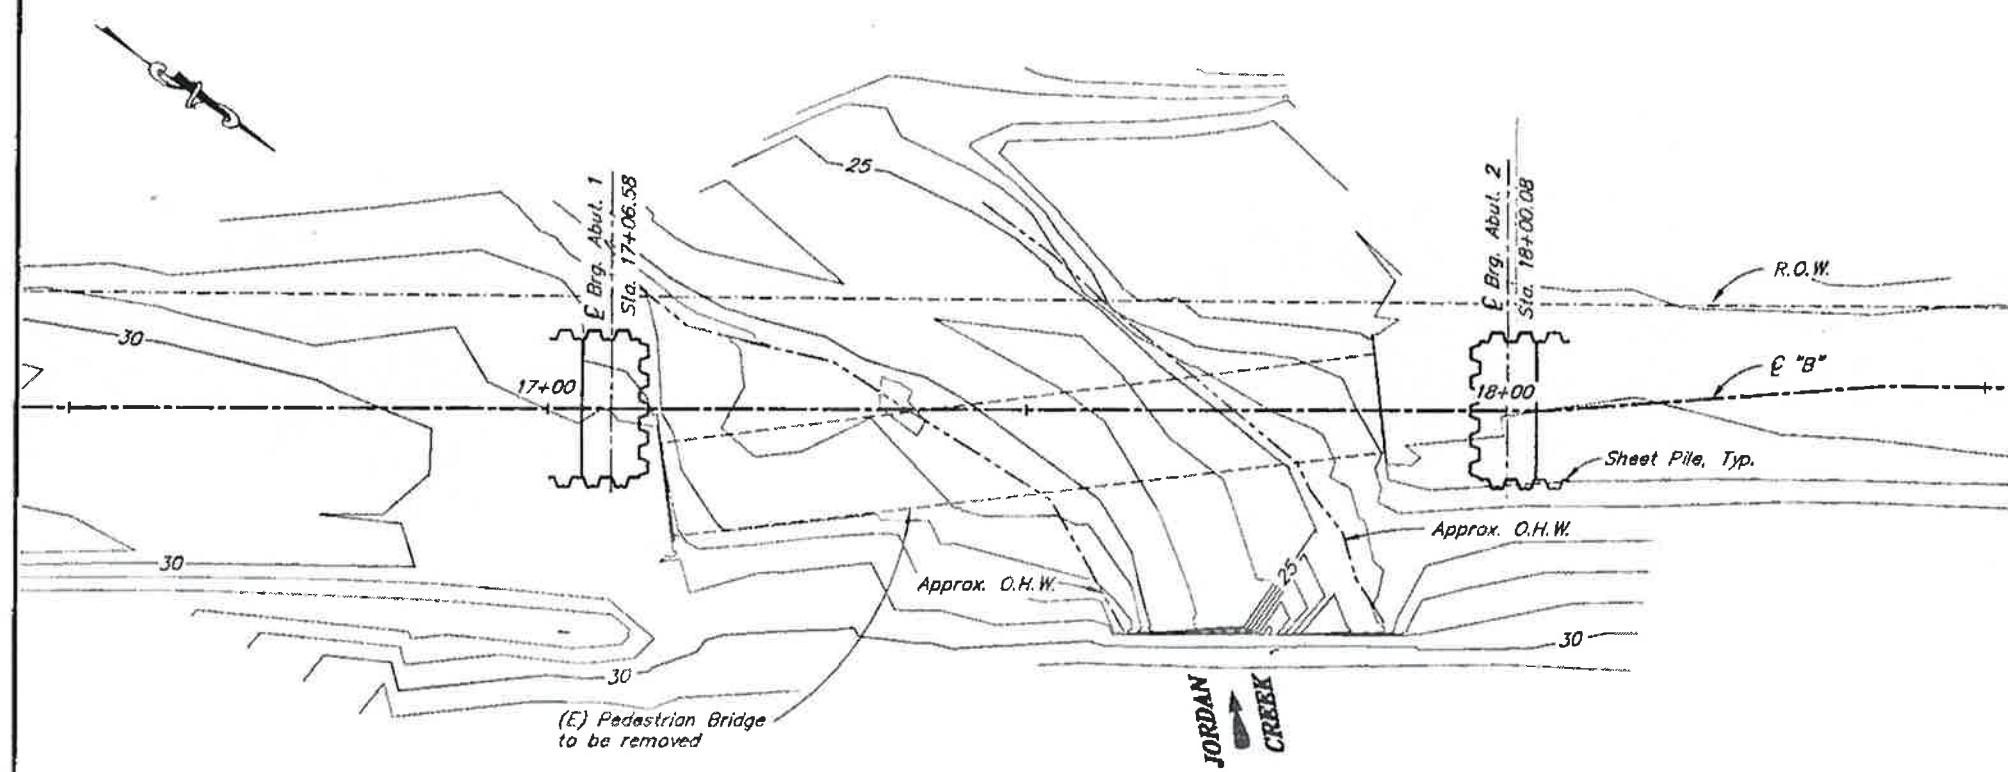 25
℄ Brg. Abut. 1
Sta. 17+06.58
℄ Brg. Abut. 2
Sta. 18+00.08
R.O.W.
30
17+00
18+00
℄ "B"
Sheet Pile, Typ.
Approx. O.H.W.
30
Approx. O.H.W.
25
30
30
(E) Pedestrian Bridge
to be removed
JORDAN
CREEK